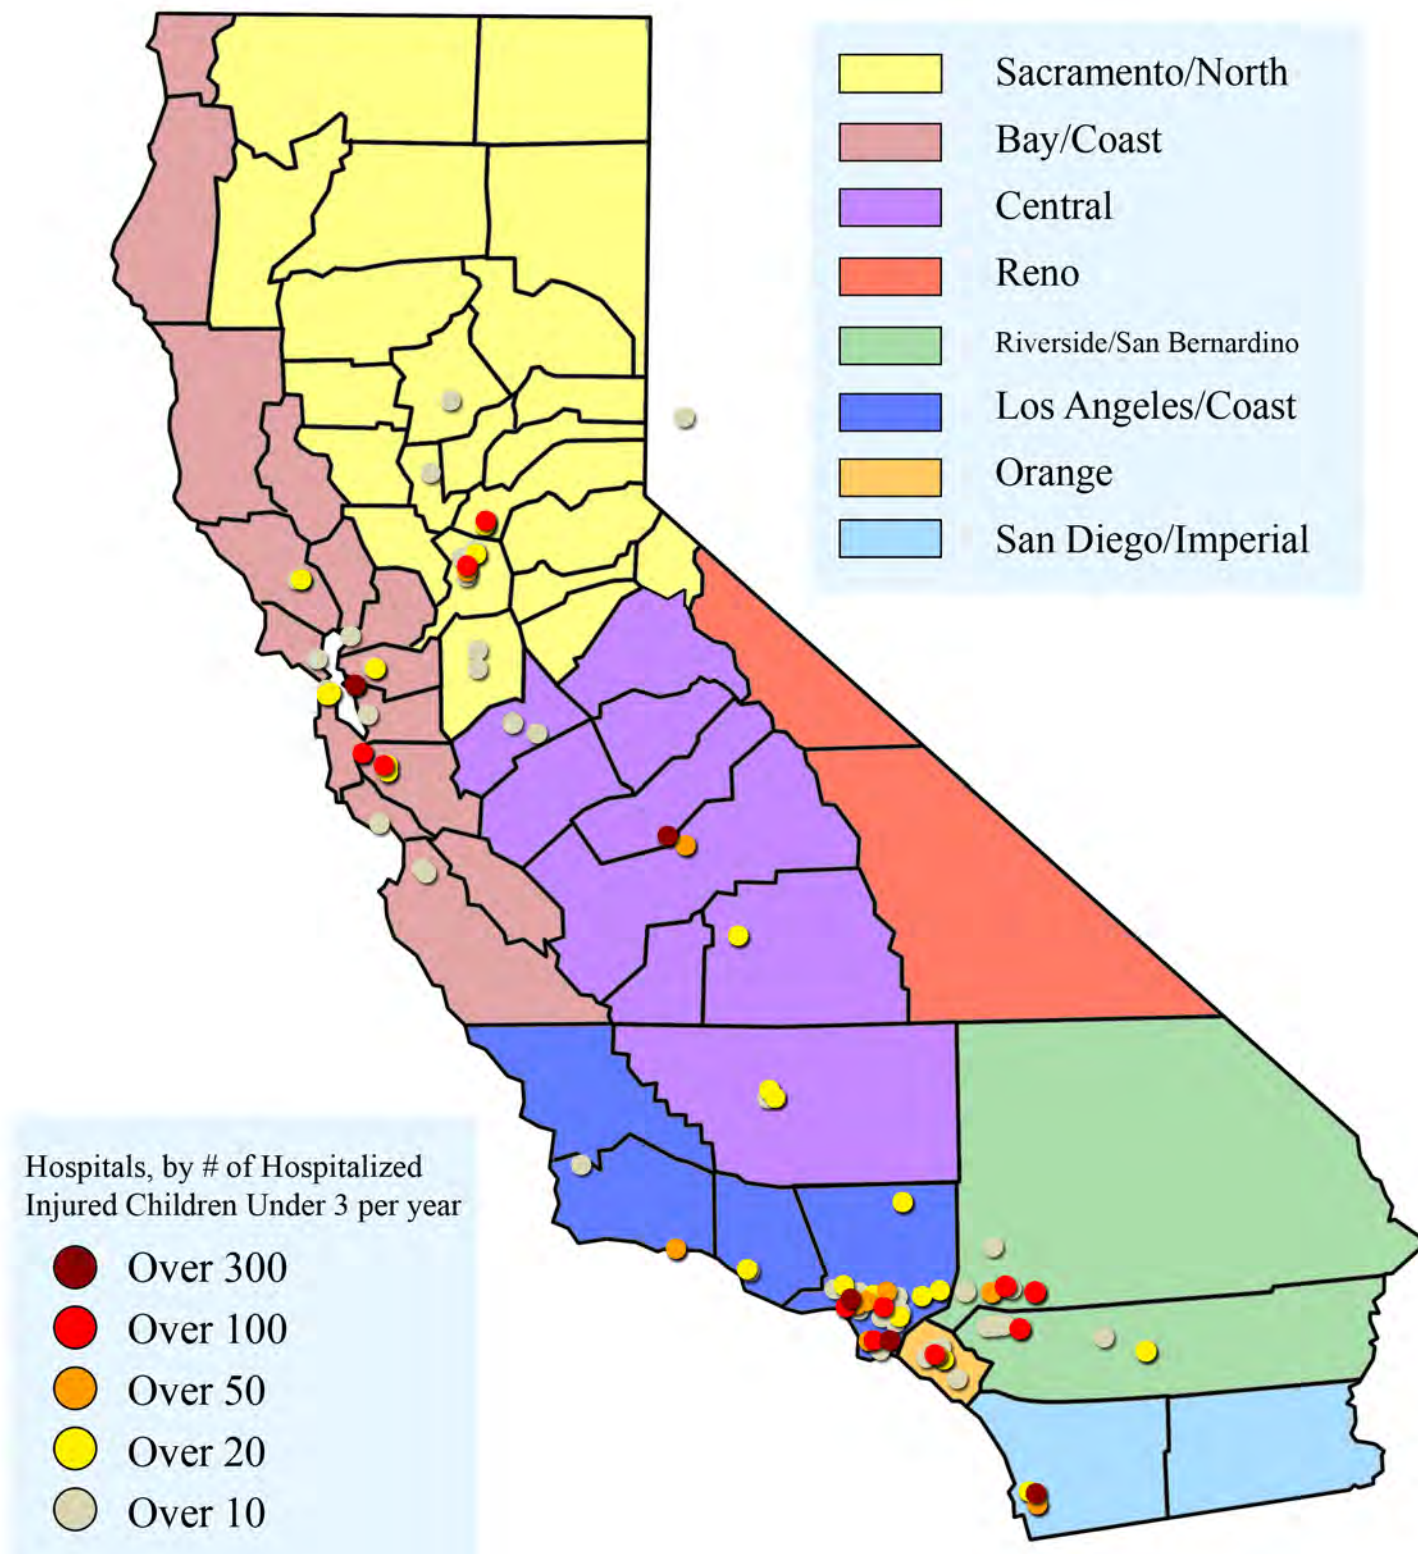 Sacramento/North
Bay/Coast
Central
Reno
Riverside/San Bernardino
Los Angeles/Coast
Orange
San Diego/Imperial
Hospitals, by # of Hospitalized
Injured Children Under 3 per year
Over 300
Over 100
Over 50
Over 20
Over 10